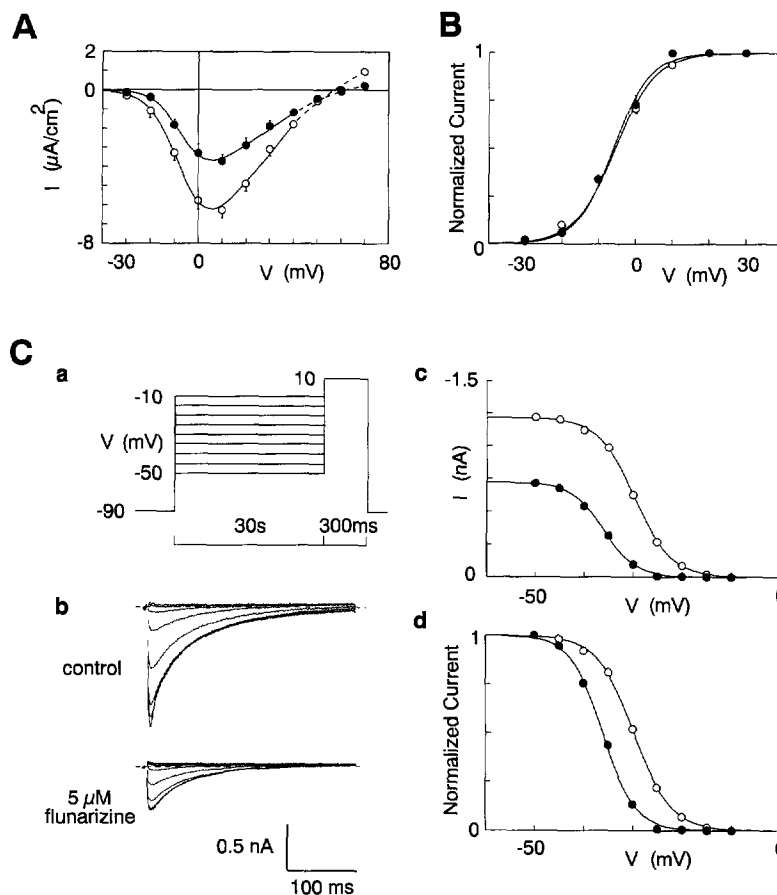 A
2
0
-8
I (μA/cm²)
-30
0
80
V (mV)
B
1
0
Normalized Current
-30
0
30
V (mV)
C
a
10
-10
V (mV)
-50
-90
30s
300ms
b
control
5 μM
flunarizine
0.5 nA
100 ms
c
-1.5
I (nA)
0
-50
0
V (mV)
d
1
Normalized Current
0
-50
0
V (mV)